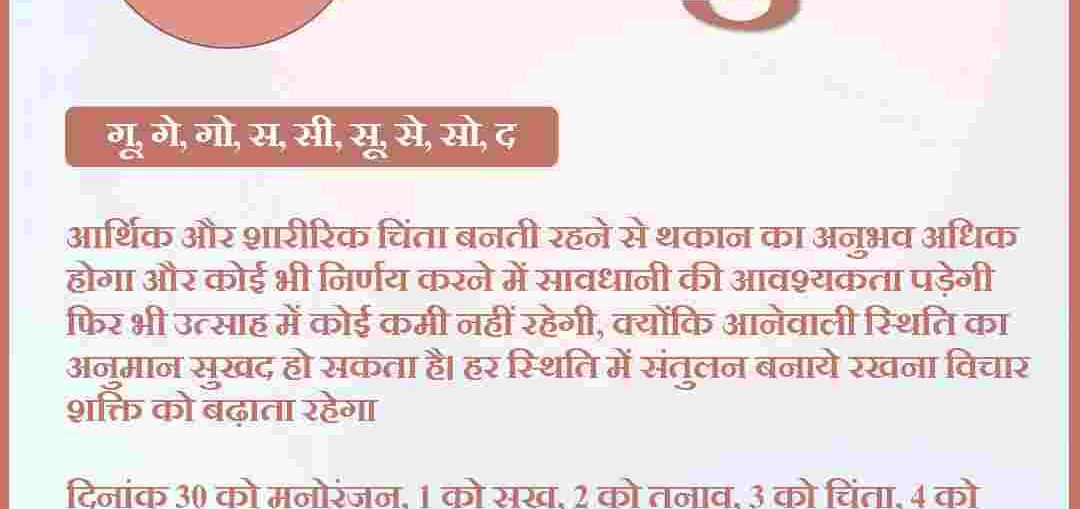 गू, गे, गो, स, सी, सू, से, सो, द
आर्थिक और शारीरिक चिंता बनती रहने से थकान का अनुभव अधिक
होगा और कोई भी निर्णय करने में सावधानी की आवश्यकता पड़ेगी
फिर भी उत्साह में कोई कमी नहीं रहेगी, क्योंकि आनेवाली स्थिति का
अनुमान सुखद हो सकता है। हर स्थिति में संतुलन बनाये रखना विचार
शक्ति को बढ़ाता रहेगा
दिनांक 30 को मनोरंजन, 1 को सुख, 2 को तनाव, 3 को चिंता, 4 को